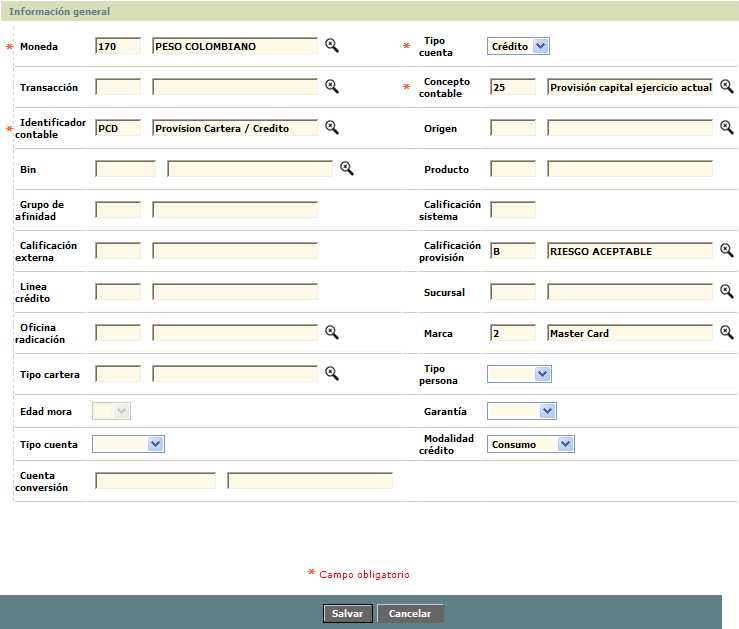 Información general
* Moneda 170 PESO COLOMBIANO * Tipo cuenta Crédito
Transacción * Concepto contable 25 Provisión capital ejercicio actual
* Identificador contable PCD Provision Cartera / Credito Origen
Bin Producto
Grupo de afinidad Calificación sistema
Calificación externa Calificación provisión B RIESGO ACEPTABLE
Linea crédito Sucursal
Oficina radicación Marca 2 Master Card
Tipo cartera Tipo persona
Edad mora Garantía
Tipo cuenta Modalidad crédito Consumo
Cuenta conversión
* Campo obligatorio
Salvar Cancelar